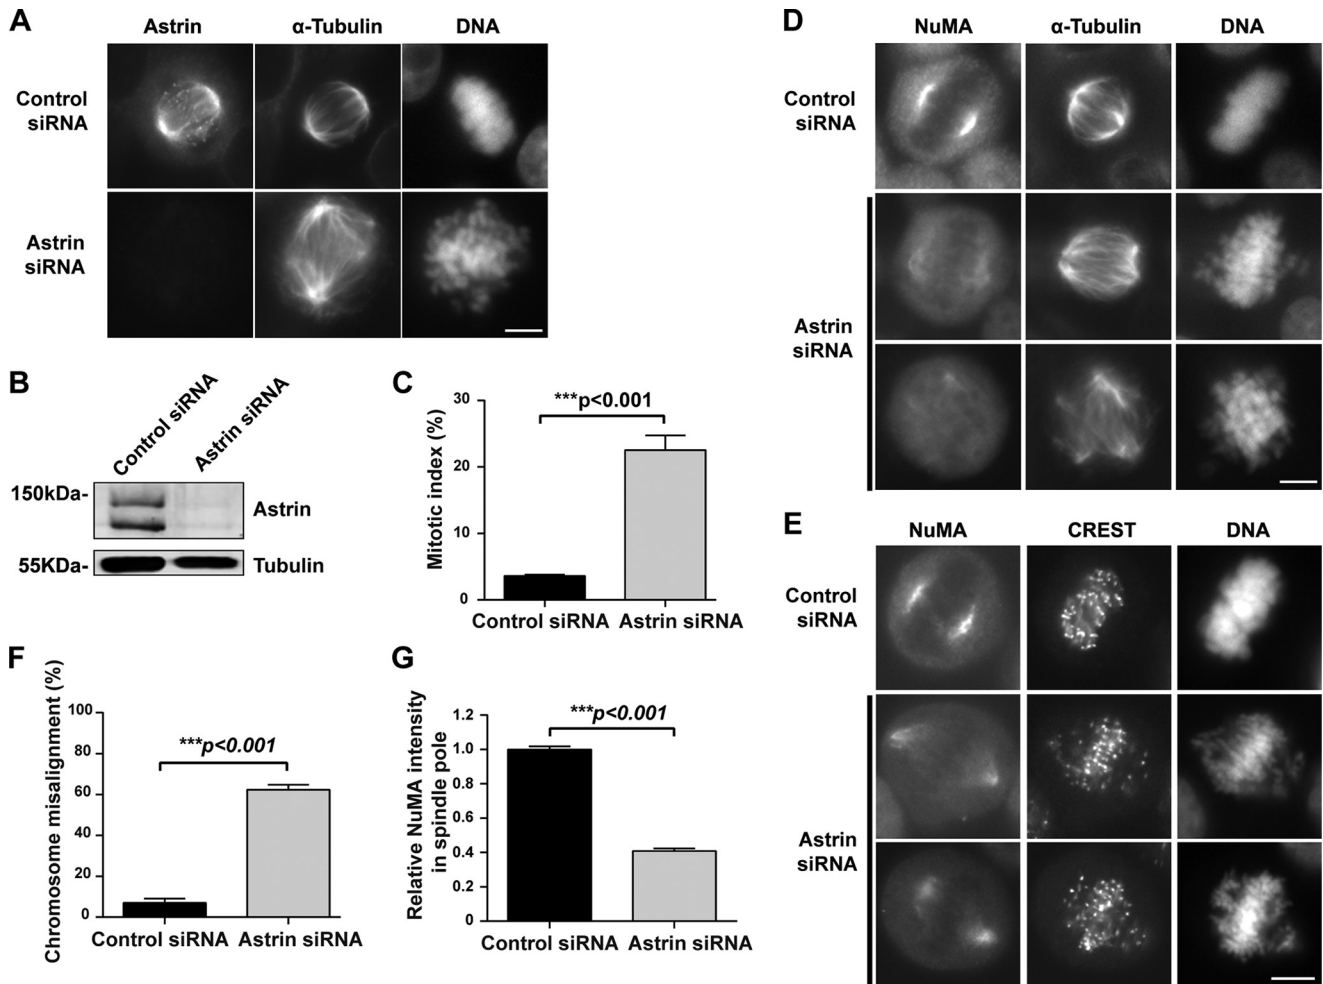 A
Astrin
α-Tubulin
DNA
Control
siRNA
Astrin
siRNA
B
Control siRNA
Astrin siRNA
150kDa-
Astrin
55KDa-
Tubulin
C
Mitotic index (%)
30
20
10
0
***p<0.001
Control siRNA
Astrin siRNA
D
NuMA
α-Tubulin
DNA
Control
siRNA
Astrin
siRNA
E
NuMA
CREST
DNA
Control
siRNA
Astrin
siRNA
F
Chromosome misalignment (%)
100
80
60
40
20
0
***p<0.001
Control siRNA
Astrin siRNA
G
Relative NuMA intensity
in spindle pole
1.2
1.0
0.8
0.6
0.4
0.2
0
***p<0.001
Control siRNA
Astrin siRNA